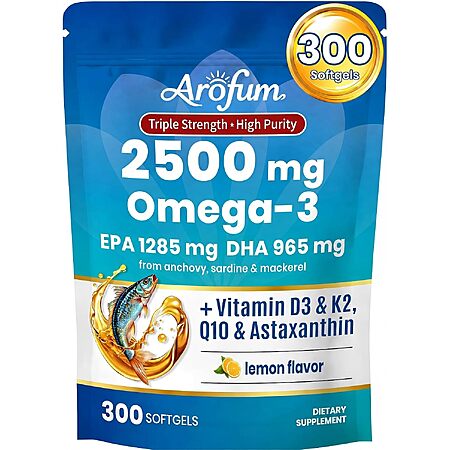 300
Softgels
Arofum
Triple Strength • High Purity
2500 mg
Omega-3
EPA 1285 mg DHA 965 mg
from anchovy, sardine & mackerel
+ Vitamin D3 & K2,
Q10 & Astaxanthin
lemon flavor
300 SOFTGELS
DIETARY
SUPPLEMENT